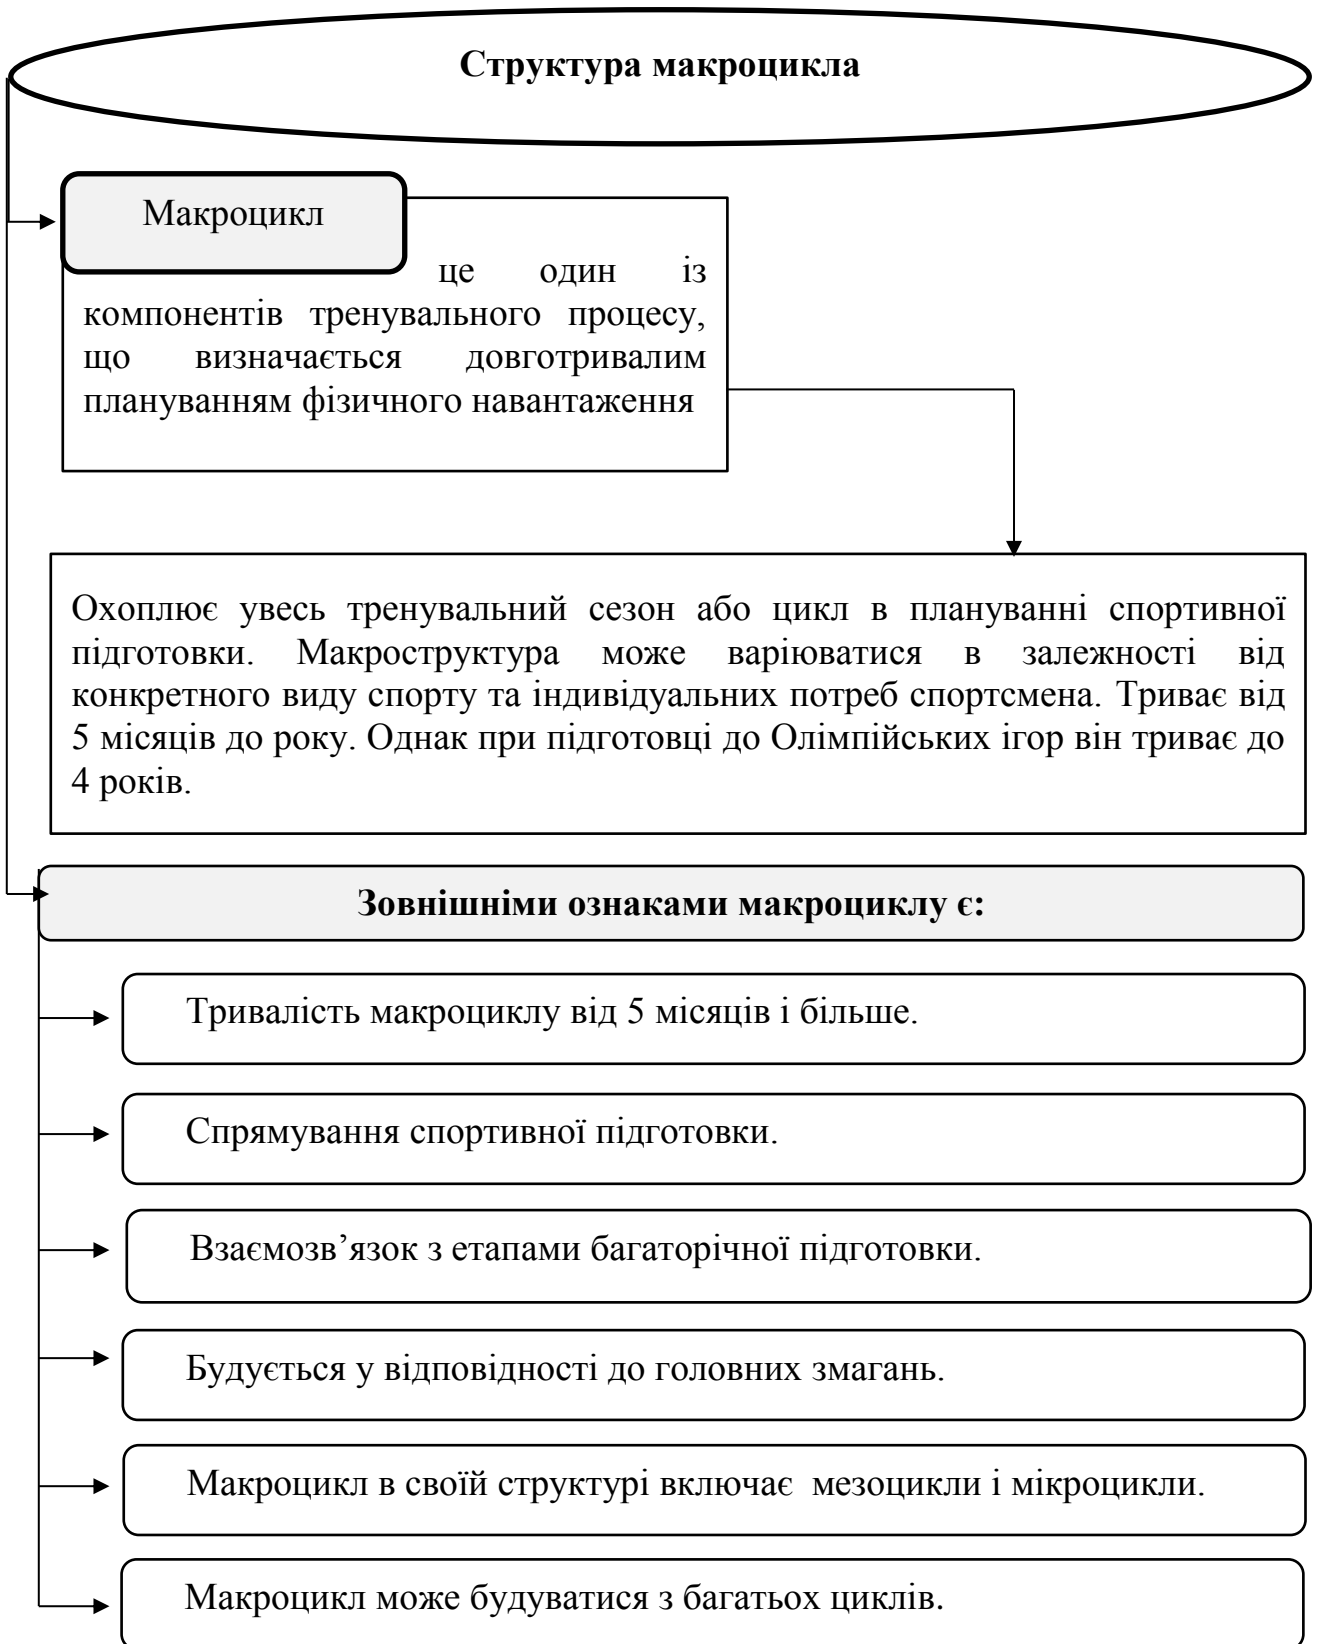 Структура макроцикла
Макроцикл
це один із
компонентів тренувального процесу,
що визначається довготривалим
плануванням фізичного навантаження
Охоплює увесь тренувальний сезон або цикл в плануванні спортивної
підготовки. Макроструктура може варіюватися в залежності від
конкретного виду спорту та індивідуальних потреб спортсмена. Триває від
5 місяців до року. Однак при підготовці до Олімпійських ігор він триває до
4 років.
Зовнішніми ознаками макроциклу є:
Тривалість макроциклу від 5 місяців і більше.
Спрямування спортивної підготовки.
Взаємозв’язок з етапами багаторічної підготовки.
Будується у відповідності до головних змагань.
Макроцикл в своїй структурі включає  мезоцикли і мікроцикли.
Макроцикл може будуватися з багатьох циклів.